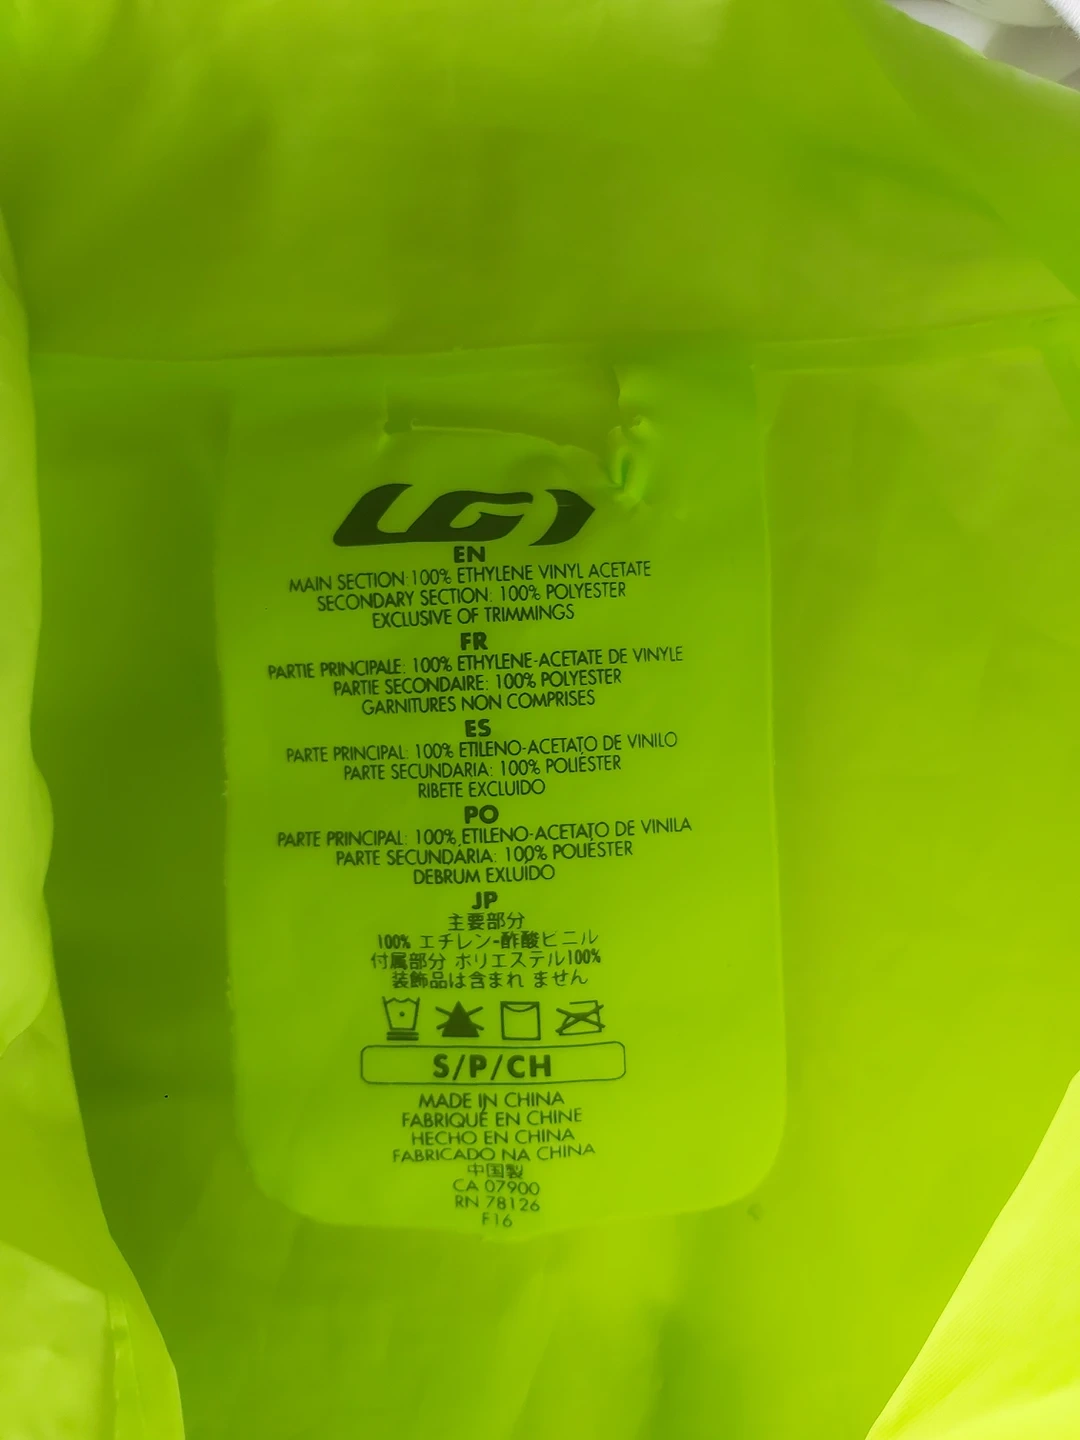 LG
EN
MAIN SECTION: 100% ETHYLENE VINYL ACETATE
SECONDARY SECTION: 100% POLYESTER
EXCLUSIVE OF TRIMMINGS
FR
PARTIE PRINCIPALE: 100% ETHYLENE-ACETATE DE VINYLE
PARTIE SECONDAIRE: 100% POLYESTER
GARNITURES NON COMPRISES
ES
PARTE PRINCIPAL: 100% ETILENO-ACETATO DE VINILO
PARTE SECUNDARIA: 100% POLIÉSTER
RIBETE EXCLUIDO
PO
PARTE PRINCIPAL: 100% ETILENO-ACETATO DE VINILA
PARTE SECUNDÁRIA: 100% POLIÉSTER
DEBRUM EXLUÍDO
JP
主要部分
100% エチレン-酢酸ビニル
付属部分 ポリエステル100%
装飾品は含まれ ません
S/P/CH
MADE IN CHINA
FABRIQUÉ EN CHINE
HECHO EN CHINA
FABRICADO NA CHINA
中国製
CA 07900
RN 78126
F16